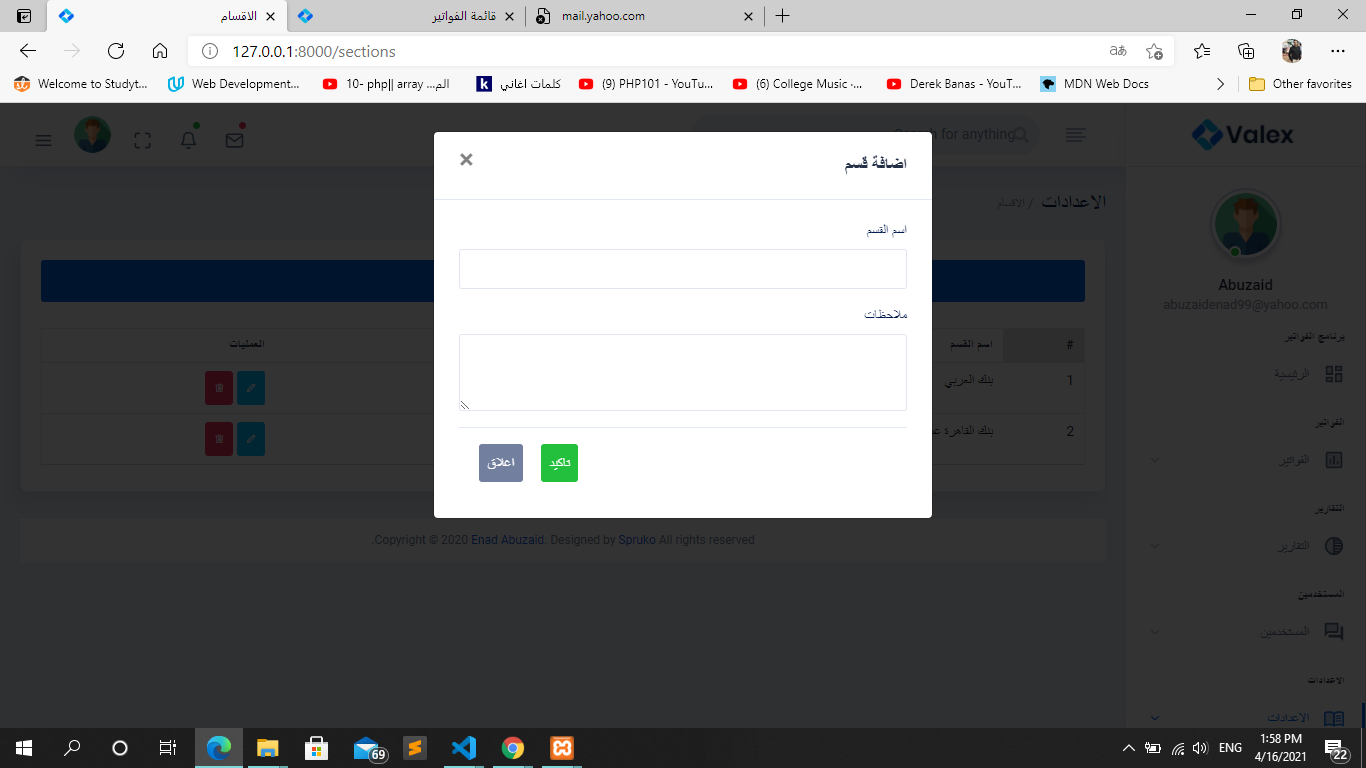 الاقسام
قائمة الفواتير
mail.yahoo.com
127.0.0.1:8000/sections
Welcome to Studyt...
Web Development...
10- php|| array ...الم
كلمات اغاني
(9) PHP101 - YouTu...
(6) College Music ·...
Derek Banas - YouT...
MDN Web Docs
Other favorites
Search for anything
Valex
اضافة قسم
×
الاعدادات / الاقسام
اسم القسم
ملاحظات
تاكيد
اغلاق
Abuzaid
abuzaidenad99@yahoo.com
برنامج الفواتير
الرئيسية
الفواتير
الفواتير
التقارير
التقارير
المستخدمين
المستخدمين
الاعدادات
الاعدادات
# اسم القسم العمليات
1 بنك العربي
2 بنك القاهرة
.Copyright © 2020 Enad Abuzaid. Designed by Spruko All rights reserved
69
ENG
1:58 PM
4/16/2021
22